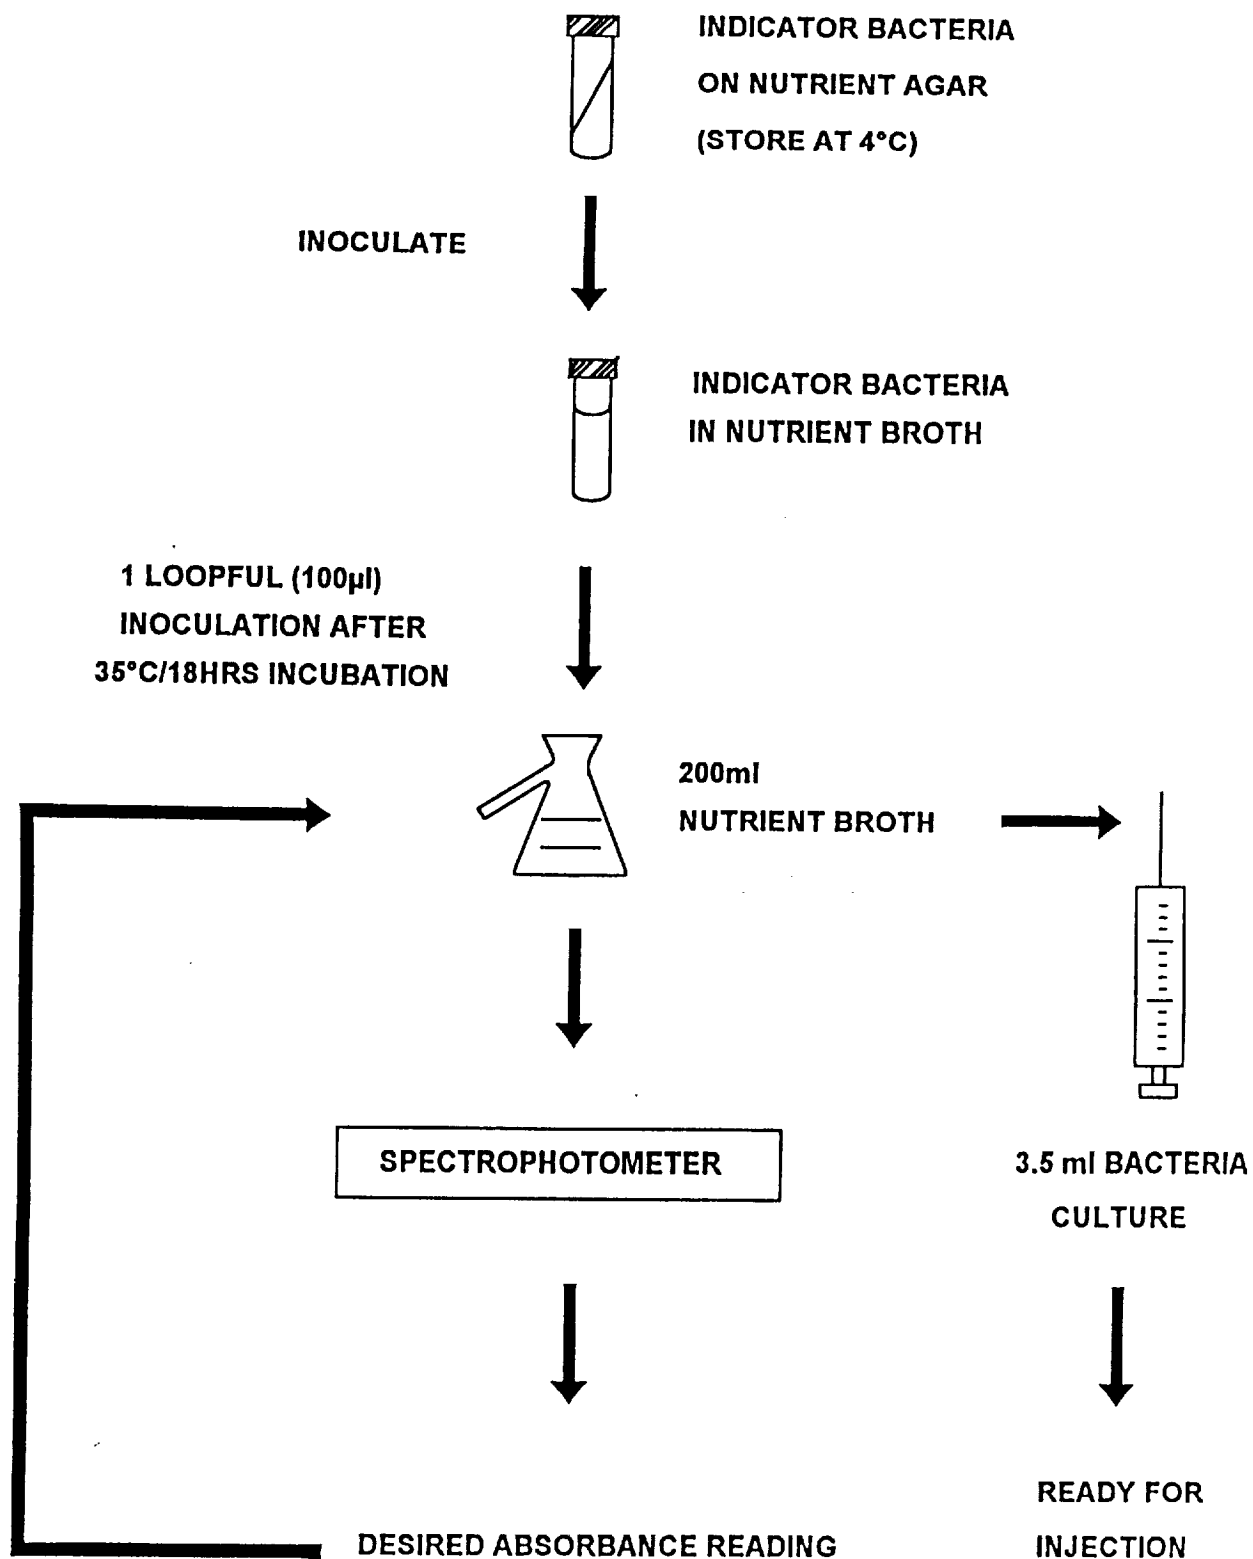 INDICATOR BACTERIA
ON NUTRIENT AGAR
(STORE AT 4°C)
INOCULATE
INDICATOR BACTERIA
IN NUTRIENT BROTH
1 LOOPFUL (100µl)
INOCULATION AFTER
35°C/18HRS INCUBATION
200ml
NUTRIENT BROTH
SPECTROPHOTOMETER
3.5 ml BACTERIA
CULTURE
DESIRED ABSORBANCE READING
READY FOR
INJECTION